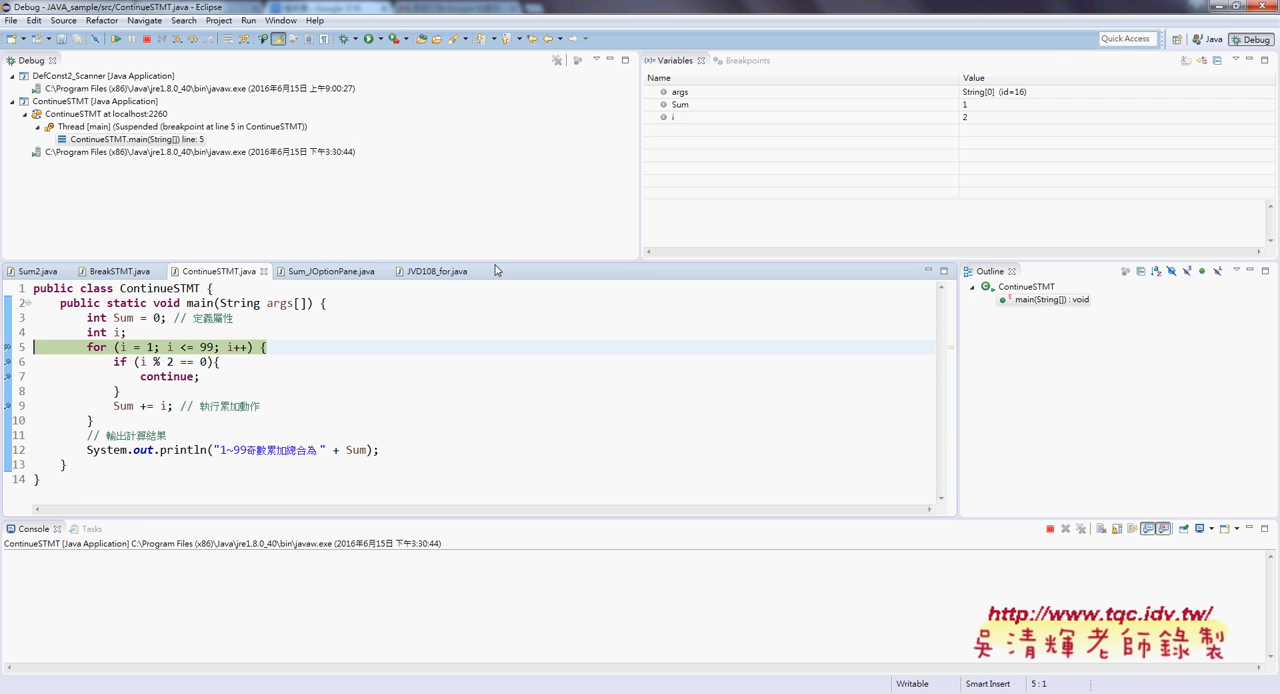 Debug - JAVA_sample/src/ContinueSTMT.java - Eclipse
File Edit Source Refactor Navigate Search Project Run Window Help
Quick Access Java Debug
Debug
DefConst2_Scanner [Java Application]
C:\Program Files (x86)\Java\jre1.8.0_40\bin\javaw.exe (2016年6月15日 上午9:00:27)
ContinueSTMT [Java Application]
ContinueSTMT at localhost:2260
Thread [main] (Suspended (breakpoint at line 5 in ContinueSTMT))
ContinueSTMT.main(String[]) line: 5
C:\Program Files (x86)\Java\jre1.8.0_40\bin\javaw.exe (2016年6月15日 下午3:30:44)
(x)= Variables Breakpoints
Name Value
args String[0] (id=16)
Sum 1
i 2
Sum2.java BreakSTMT.java ContinueSTMT.java Sum_JOptionPane.java JVD108_for.java
1 public class ContinueSTMT {
2 public static void main(String args[]) {
3 int Sum = 0; // 定義屬性
4 int i;
5 for (i = 1; i <= 99; i++) {
6 if (i % 2 == 0){
7 continue;
8 }
9 Sum += i; // 執行累加動作
10 }
11 // 輸出計算結果
12 System.out.println("1~99奇數累加總合為" + Sum);
13 }
14 }
Outline
ContinueSTMT
main(String[]) : void
Console Tasks
ContinueSTMT [Java Application] C:\Program Files (x86)\Java\jre1.8.0_40\bin\javaw.exe (2016年6月15日 下午3:30:44)
http://www.tqc.idv.tw/
吳清輝老師錄製
Writable Smart Insert 5 : 1